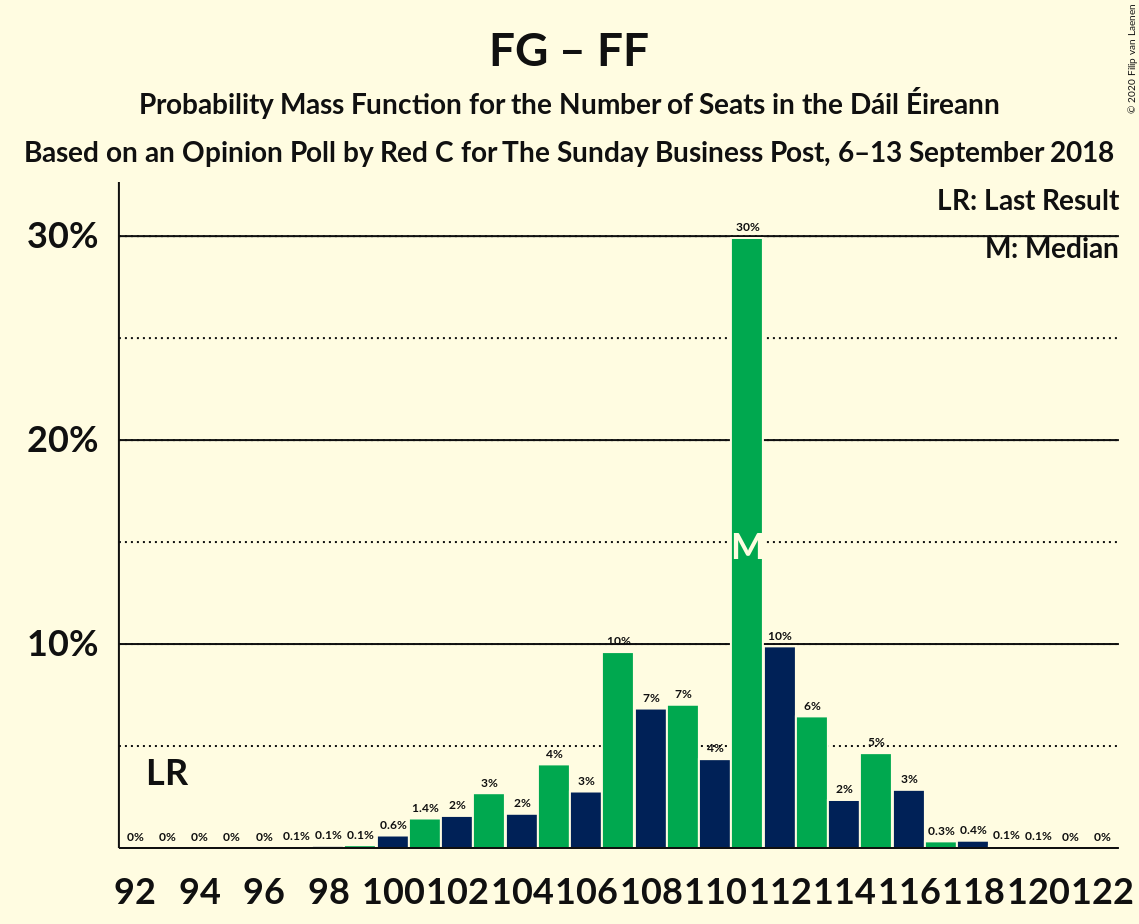 FG – FF
Probability Mass Function for the Number of Seats in the Dáil Éireann
Based on an Opinion Poll by Red C for The Sunday Business Post, 6–13 September 2018
© 2020 Filip van Laenen
LR: Last Result
M: Median
30%
20%
10%
LR
M
0% 0% 0% 0% 0% 0.1% 0.1% 0.1% 0.6% 1.4% 2% 3% 2% 4% 3% 10% 7% 7% 4% 30% 10% 6% 2% 5% 3% 0.3% 0.4% 0.1% 0.1% 0% 0%
92 94 96 98 100 102 104 106 108 110 112 114 116 118 120 122